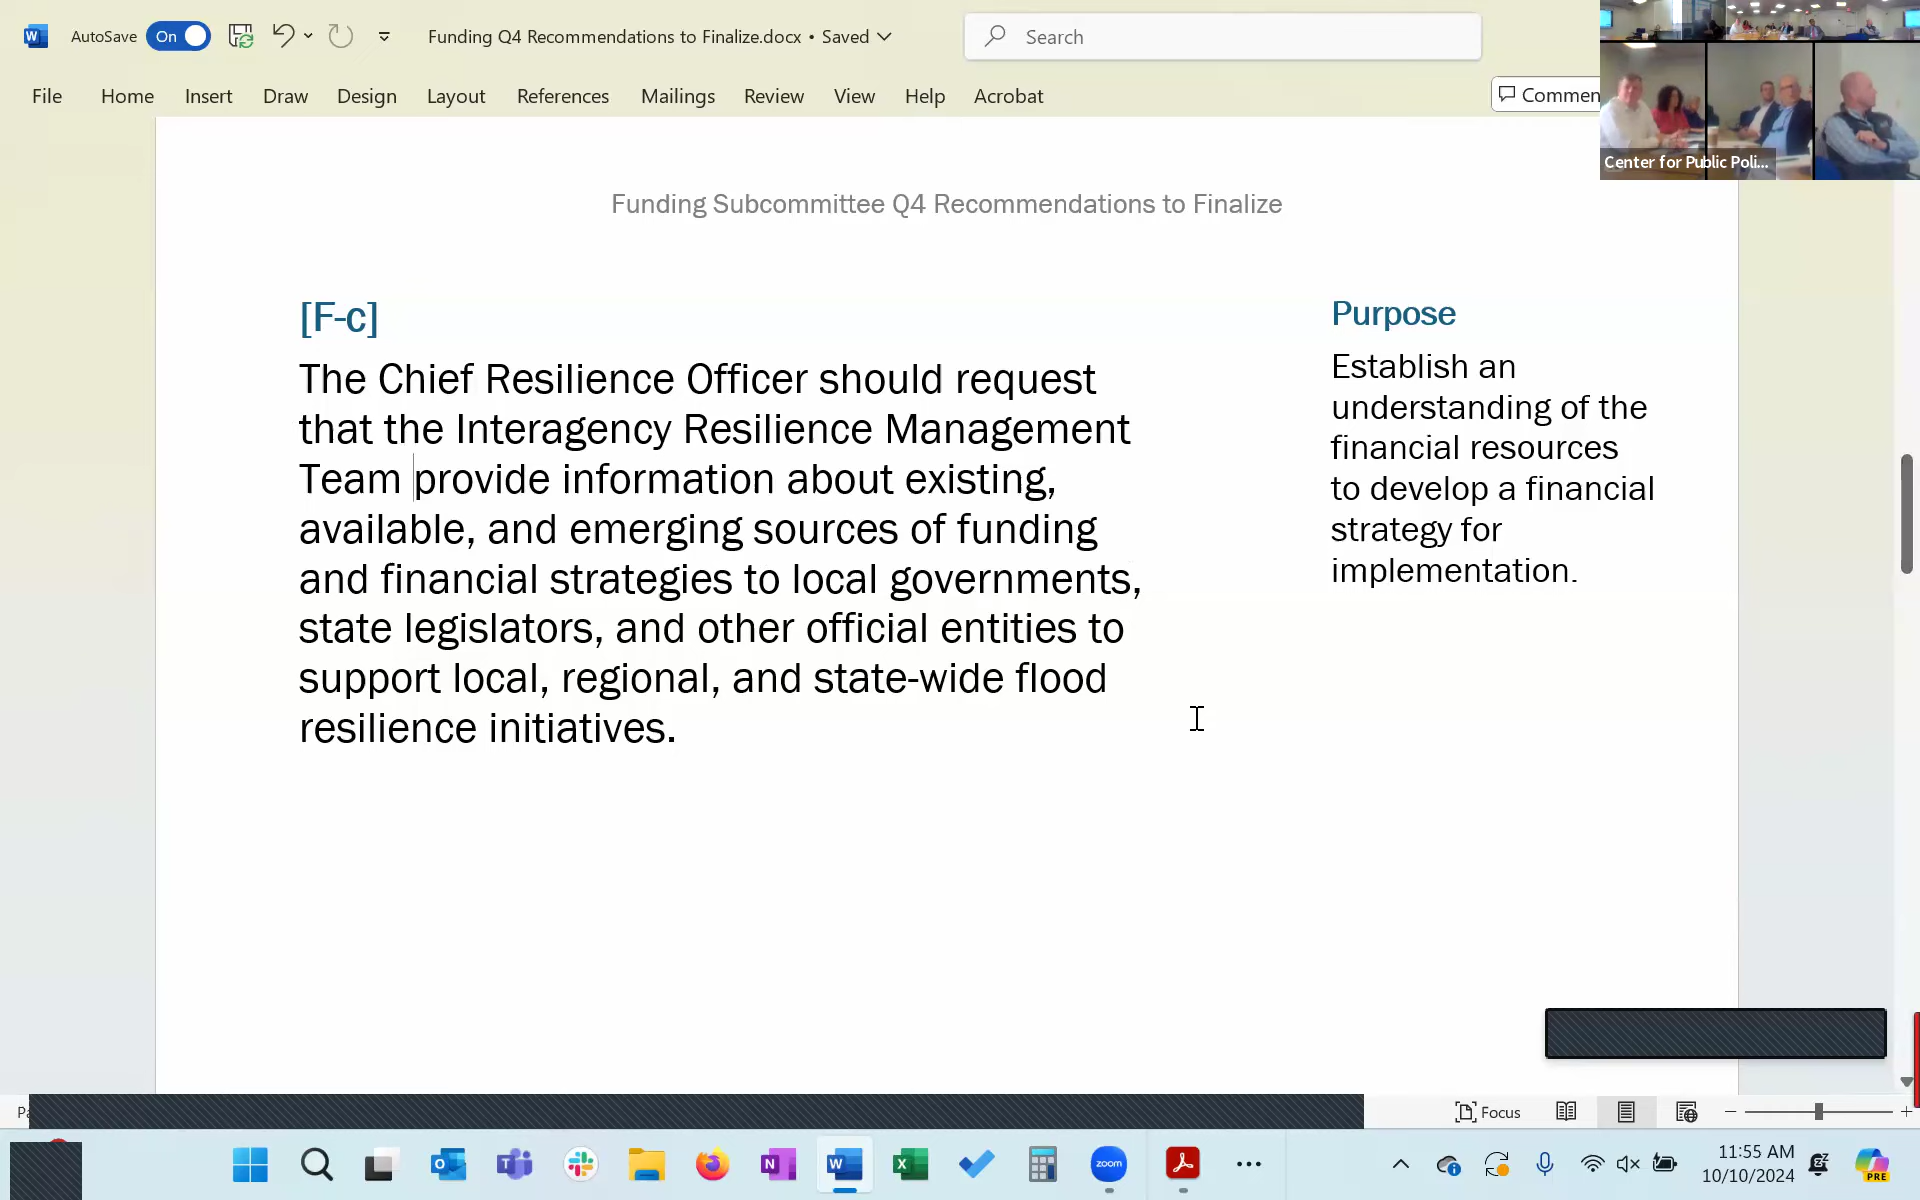 AutoSave On Funding Q4 Recommendations to Finalize.docx • Saved Search
File Home Insert Draw Design Layout References Mailings Review View Help Acrobat Commen
Center for Public Poli...
Funding Subcommittee Q4 Recommendations to Finalize
[F-c]
The Chief Resilience Officer should request
that the Interagency Resilience Management
Team provide information about existing,
available, and emerging sources of funding
and financial strategies to local governments,
state legislators, and other official entities to
support local, regional, and state-wide flood
resilience initiatives.
Purpose
Establish an
understanding of the
financial resources
to develop a financial
strategy for
implementation.
Focus
zoom
11:55 AM
10/10/2024
PRE